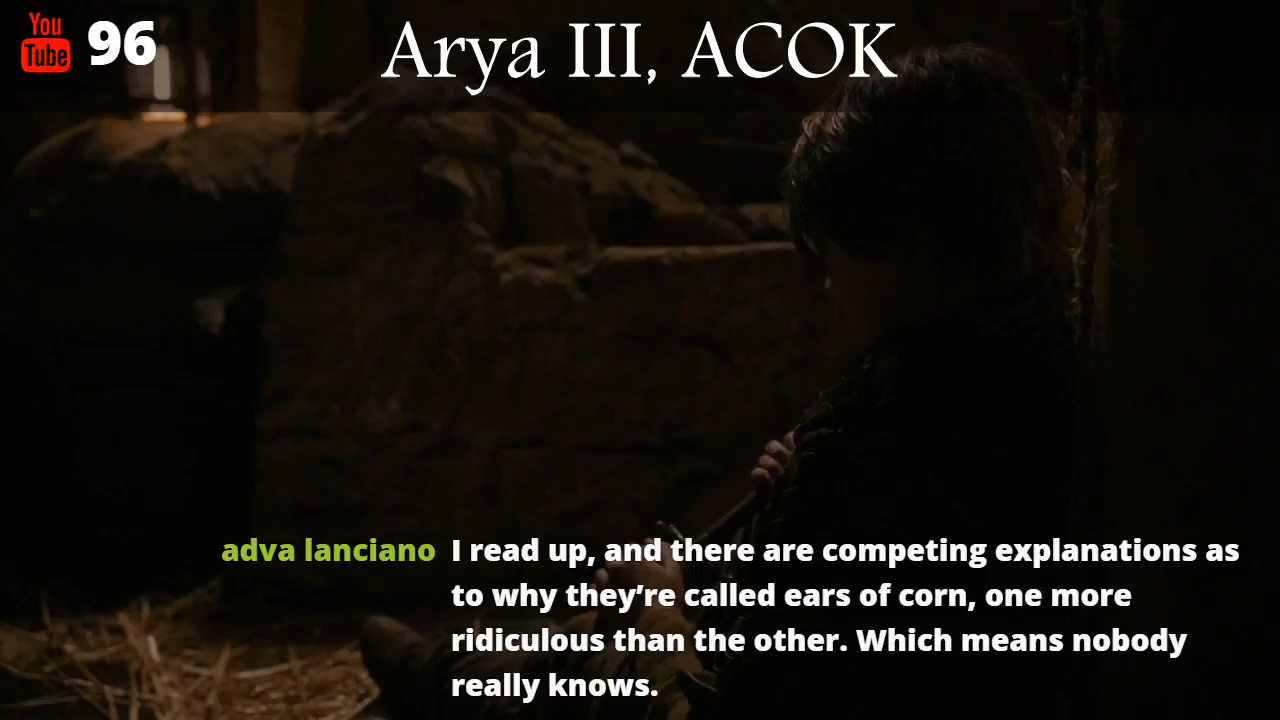 You
Tube
96
Arya III, ACOK
adva lanciano I read up, and there are competing explanations as
to why they’re called ears of corn, one more
ridiculous than the other. Which means nobody
really knows.